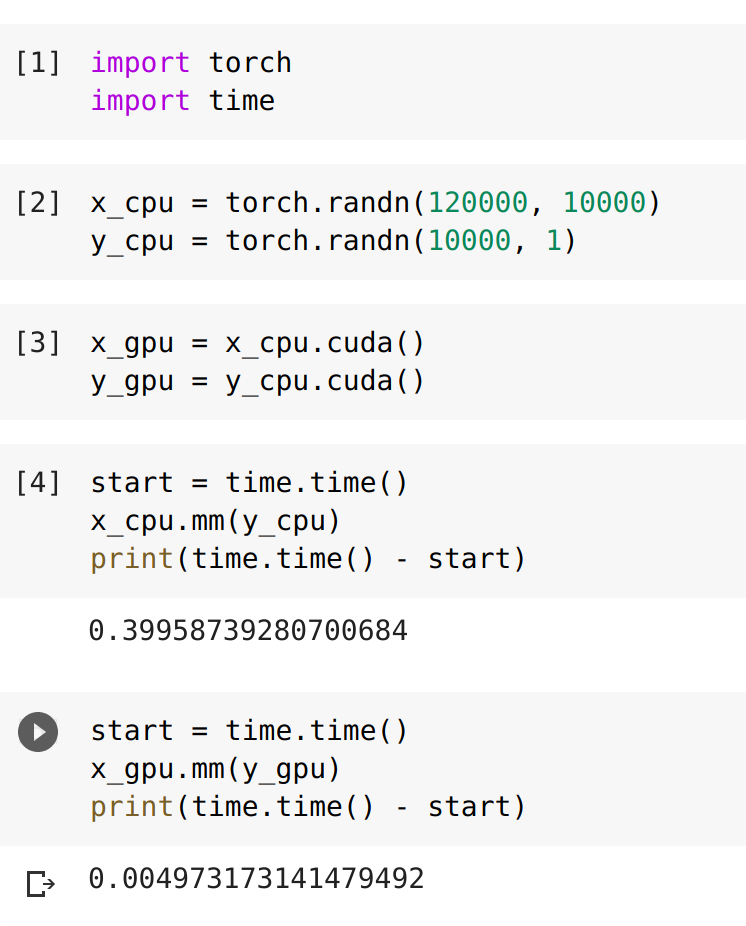 [1] import torch
import time
[2] x_cpu = torch.randn(120000, 10000)
y_cpu = torch.randn(10000, 1)
[3] x_gpu = x_cpu.cuda()
y_gpu = y_cpu.cuda()
[4] start = time.time()
x_cpu.mm(y_cpu)
print(time.time() - start)
0.39958739280700684
start = time.time()
x_gpu.mm(y_gpu)
print(time.time() - start)
0.004973173141479492